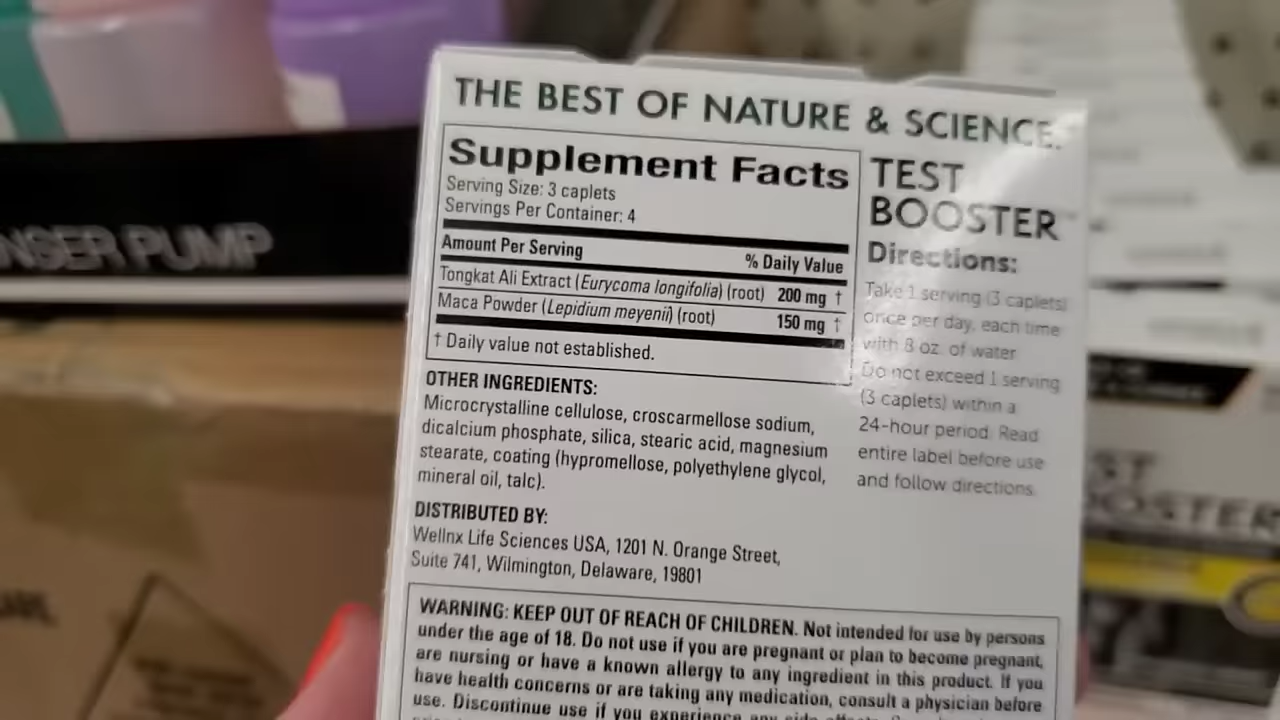 THE BEST OF NATURE & SCIENCE.
Supplement Facts
Serving Size: 3 caplets
Servings Per Container: 4
Amount Per Serving
% Daily Value
Tongkat Ali Extract (Eurycoma longifolia) (root) 200 mg †
Maca Powder (Lepidium meyenii) (root) 150 mg †
† Daily value not established.
OTHER INGREDIENTS:
Microcrystalline cellulose, croscarmellose sodium,
dicalcium phosphate, silica, stearic acid, magnesium
stearate, coating (hypromellose, polyethylene glycol,
mineral oil, talc).
DISTRIBUTED BY:
Wellnx Life Sciences USA, 1201 N. Orange Street,
Suite 741, Wilmington, Delaware, 19801
TEST
BOOSTER™
Directions:
Take 1 serving (3 caplets)
once per day, each time
with 8 oz. of water.
Do not exceed 1 serving
(3 caplets) within a
24-hour period. Read
entire label before use
and follow directions.
WARNING: KEEP OUT OF REACH OF CHILDREN. Not intended for use by persons
under the age of 18. Do not use if you are pregnant or plan to become pregnant,
are nursing or have a known allergy to any ingredient in this product. If you
have health concerns or are taking any medication, consult a physician before
use. Discontinue use if you experience any side
NSER PUMP
ST
OOSTER